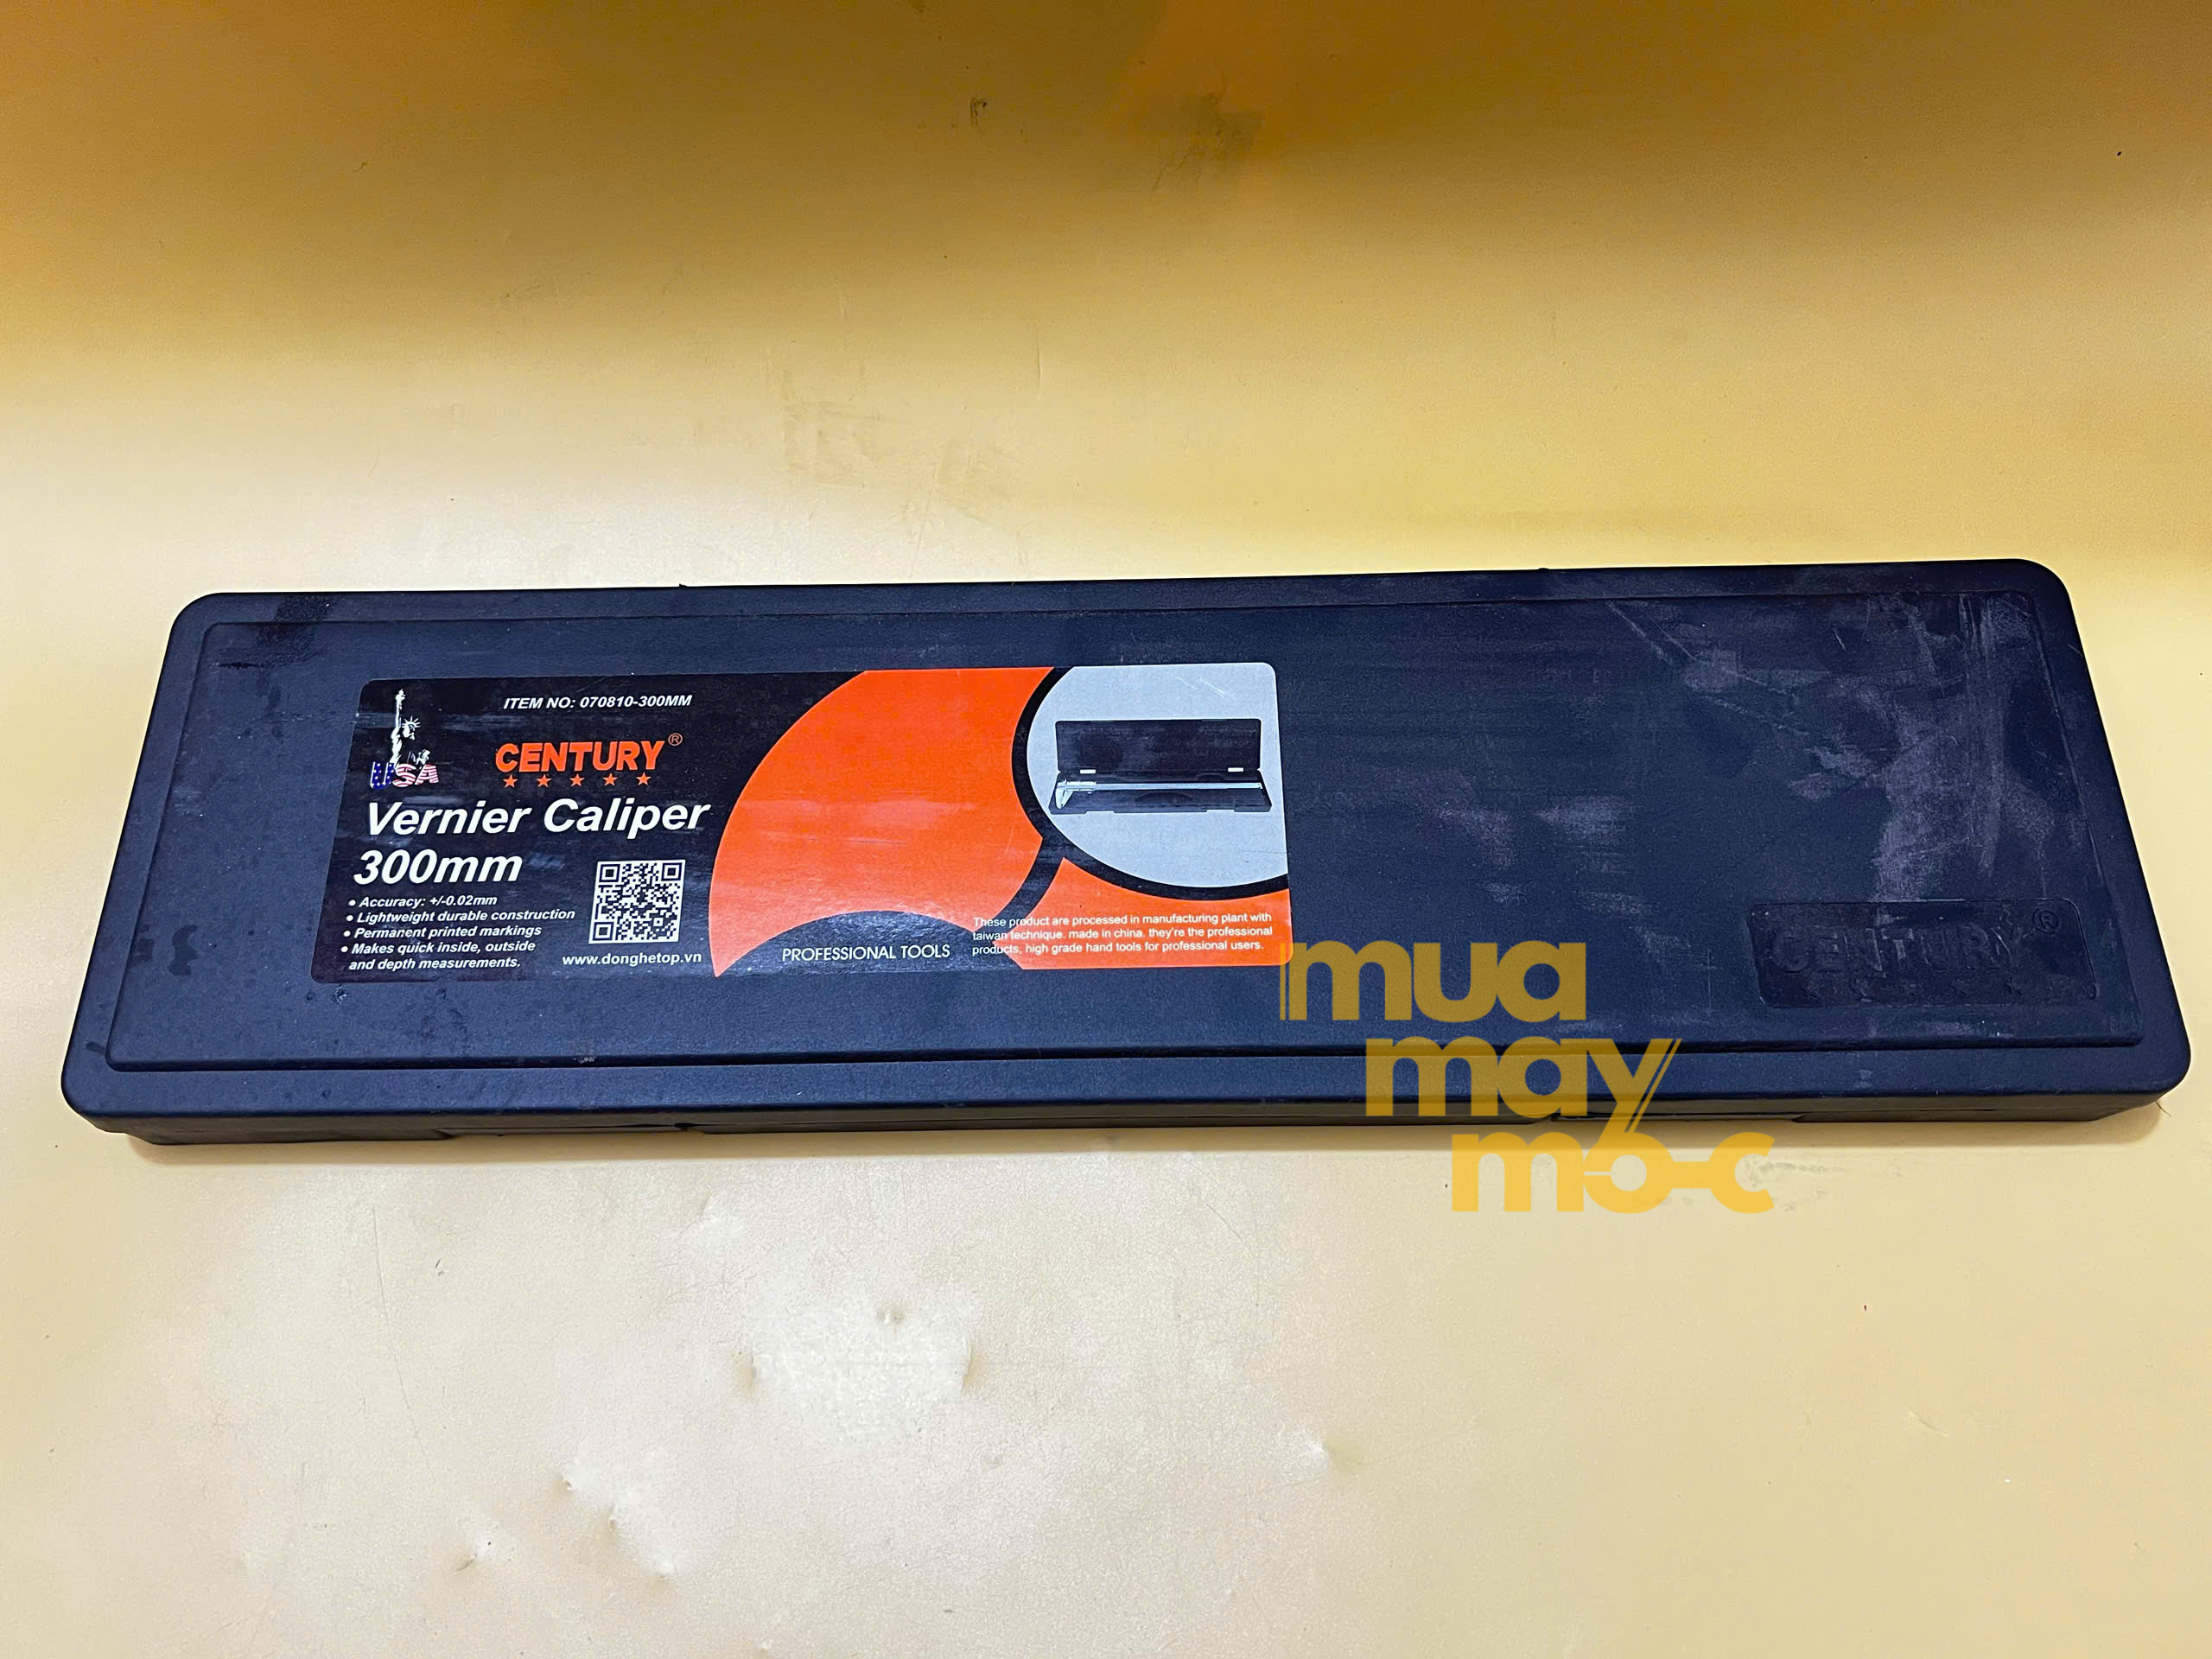 ITEM NO: 070810-300MM
USA
CENTURY®
Vernier Caliper
300mm
• Accuracy: +/-0.02mm
• Lightweight durable construction
• Permanent printed markings
• Makes quick inside, outside
and depth measurements.
www.donghetop.vn
PROFESSIONAL TOOLS
These product are processed in manufacturing plant with
taiwan technique. made in china. they're the professional
products, high grade hand tools for professional users.
CENTURY®
mua
may
mó-c